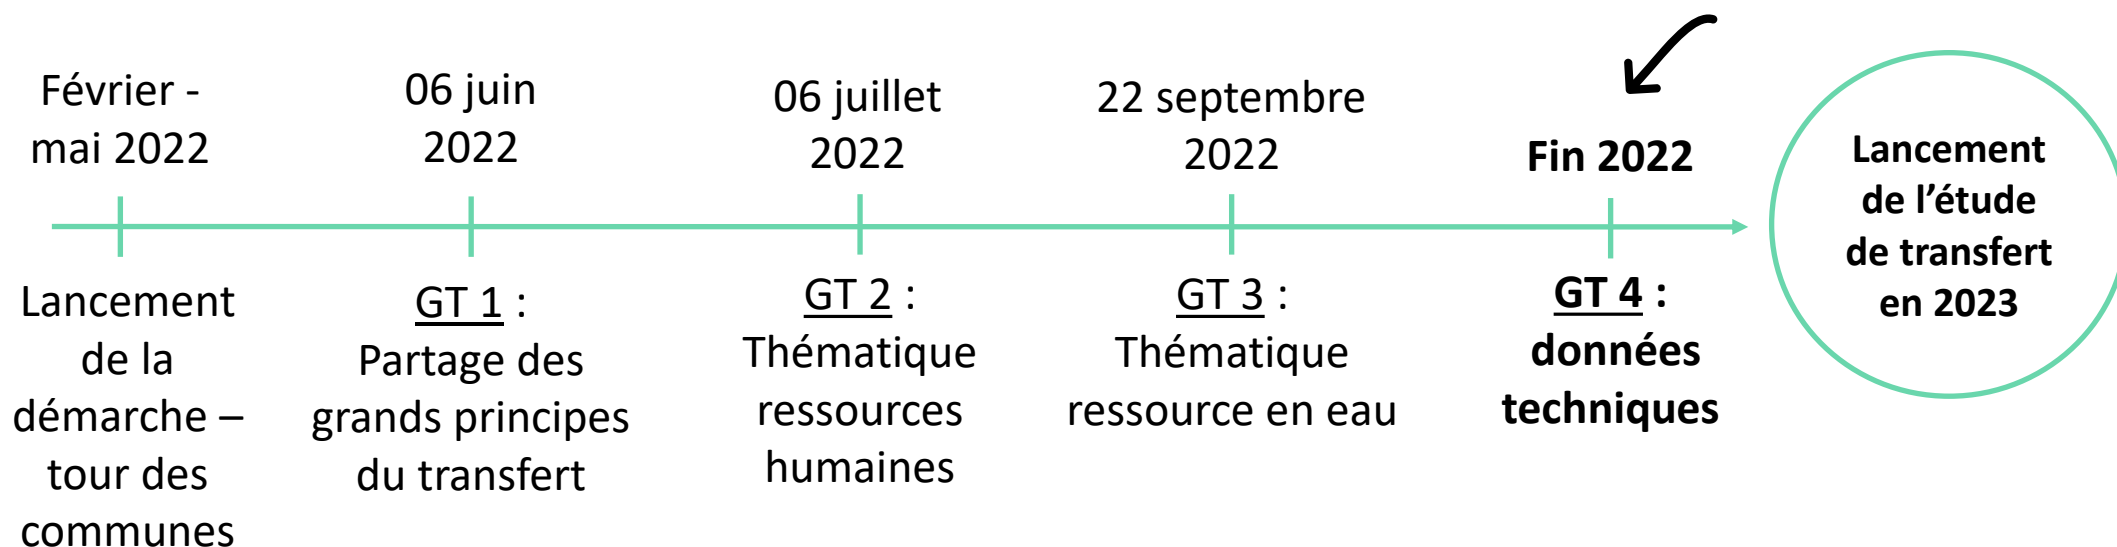 Février -
mai 2022
06 juin
2022
06 juillet
2022
22 septembre
2022
Fin 2022
Lancement
de la
démarche –
tour des
communes
GT 1 :
Partage des
grands principes
du transfert
GT 2 :
Thématique
ressources
humaines
GT 3 :
Thématique
ressource en eau
GT 4 :
données
techniques
Lancement
de l’étude
de transfert
en 2023